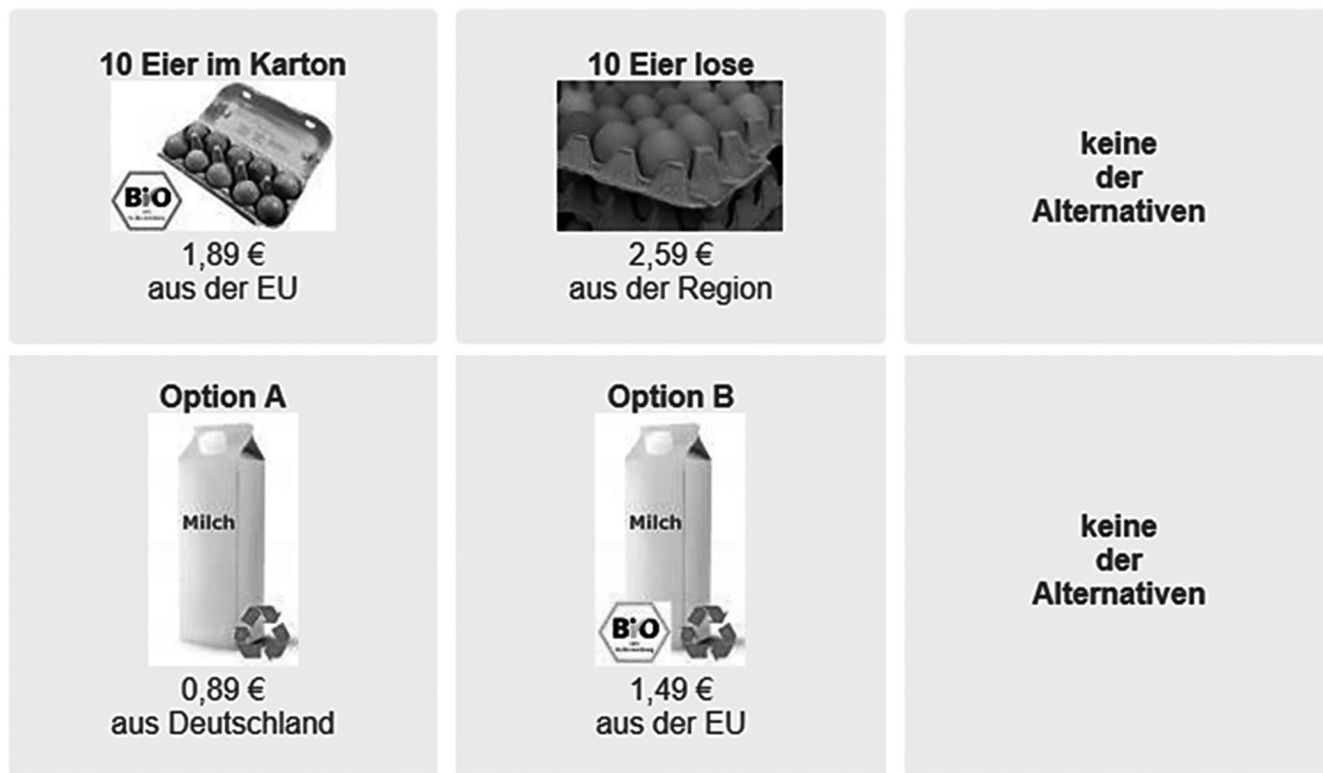 10 Eier im Karton
BiO
1,89 €
aus der EU
10 Eier lose
2,59 €
aus der Region
keine
der
Alternativen
Option A
Milch
0,89 €
aus Deutschland
Option B
Milch
BiO
1,49 €
aus der EU
keine
der
Alternativen